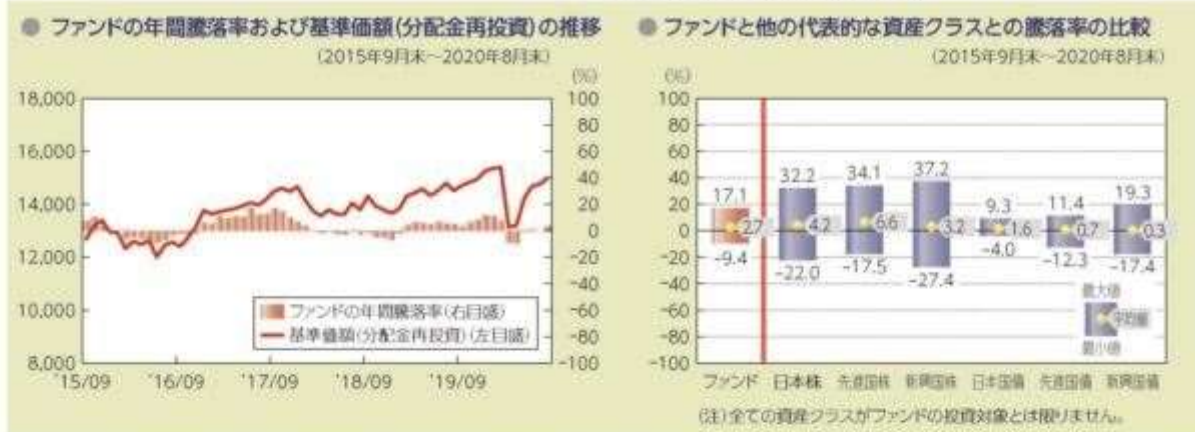 ● ファンドの年間騰落率および基準価額(分配金再投資)の推移
(2015年9月末~2020年8月末)
(%)
18,000
16,000
14,000
12,000
10,000
8,000
100
80
60
40
20
0
-20
-40
-60
-80
-100
ファンドの年間騰落率(右目盛)
基準価額(分配金再投資)(左目盛)
'15/09 '16/09 '17/09 '18/09 '19/09
● ファンドと他の代表的な資産クラスとの騰落率の比較
(2015年9月末~2020年8月末)
(%)
100
80
60
40
20
0
-20
-40
-60
-80
-100
17.1 32.2 34.1 37.2 9.3 11.4 19.3
2.7 4.2 6.6 3.2 1.6 0.7 0.3
-9.4 -22.0 -17.5 -27.4 -4.0 -12.3 -17.4
最大値
平均値
最小値
ファンド 日本株 先進国株 新興国株 日本国債 先進国債 新興国債
(注)全ての資産クラスがファンドの投資対象とは限りません。